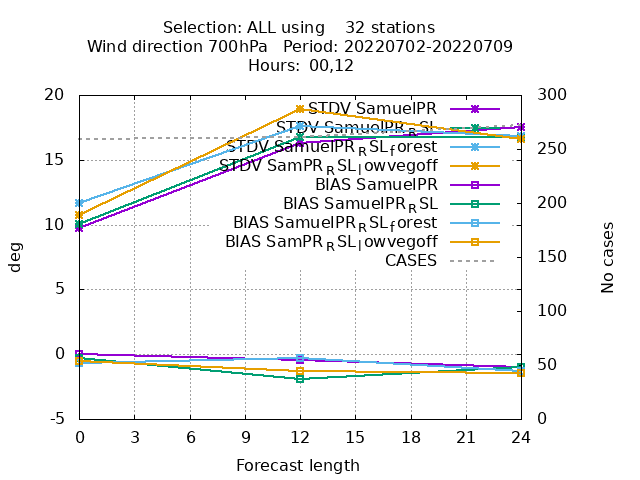 Selection: ALL using 32 stations
Wind direction 700hPa Period: 20220702-20220709
Hours: 00,12
20
15
10
5
0
-5
deg
300
250
200
150
100
50
0
No cases
STDV SamuelPR
STDV SamuelPR_RSL
STDV SamuelPR_RSL_forest
STDV SamPR_RSL_lowvegoff
BIAS SamuelPR
BIAS SamuelPR_RSL
BIAS SamuelPR_RSL_forest
BIAS SamPR_RSL_lowvegoff
CASES
0 3 6 9 12 15 18 21 24
Forecast length